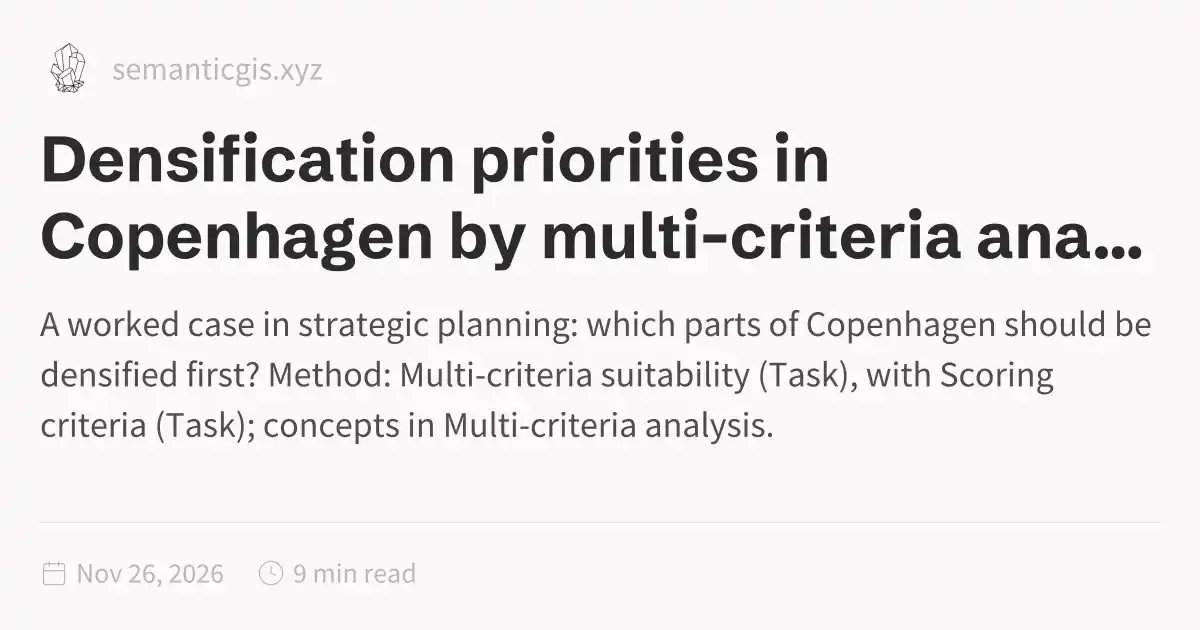 semanticgis.xyz
Densification priorities in
Copenhagen by multi-criteria ana...
A worked case in strategic planning: which parts of Copenhagen should be
densified first? Method: Multi-criteria suitability (Task), with Scoring
criteria (Task); concepts in Multi-criteria analysis.
Nov 26, 2026 9 min read